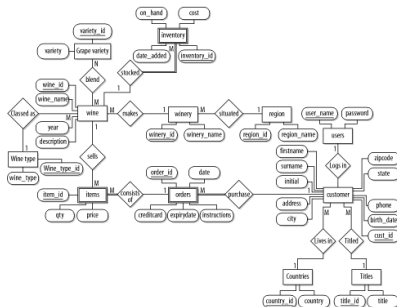 variety_id
on_hand
cost
variety
Grape variety
inventory
date_added
inventory_id
N
M
wine_id
blend
stocked
wine_name
M
1
user_name
password
Classed as
wine
M
makes
1
winery
M
situated
1
region
users
year
winery_id
winery_name
region_id
region_name
description
1
firstname
1
zipcode
Wine type
order_id
date
surname
Logs in
state
sells
Wine_type_id
initial
1
wine_type
M
item_id
items
M
consists of
1
orders
M
purchase
1
customer
address
phone
qty
price
creditcard
expirydate
instructions
city
M
M
birth_date
cust_id
Lives in
Titled
1
1
Countries
Titles
country_id
country
title_id
title